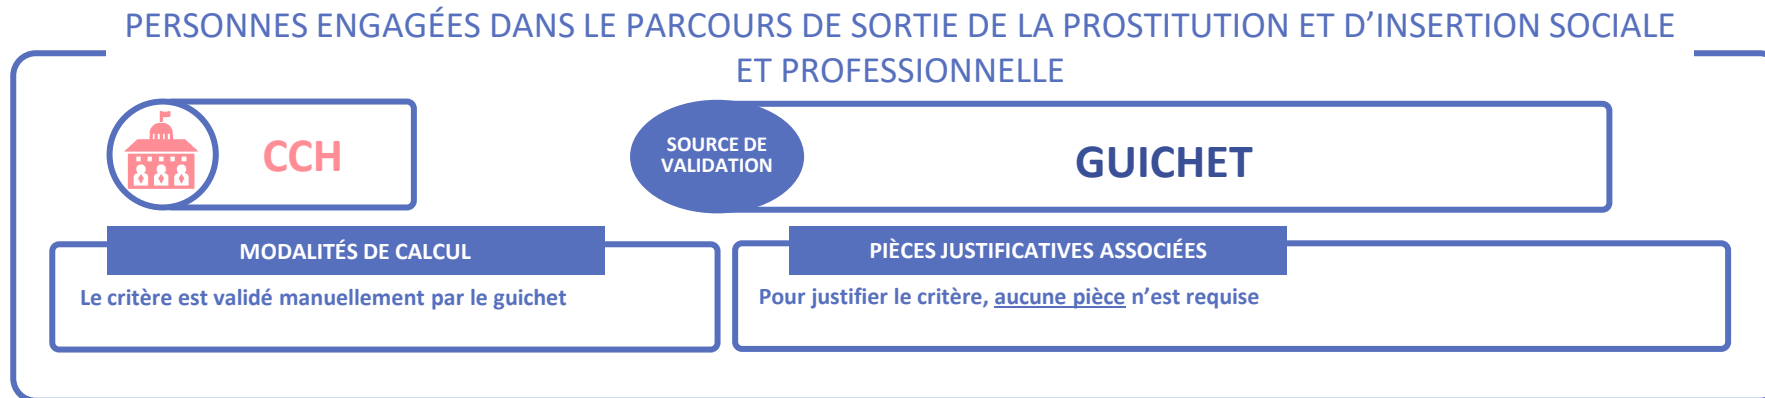 PERSONNES ENGAGÉES DANS LE PARCOURS DE SORTIE DE LA PROSTITUTION ET D’INSERTION SOCIALE
ET PROFESSIONNELLE
CCH
SOURCE DE
VALIDATION
GUICHET
MODALITÉS DE CALCUL
Le critère est validé manuellement par le guichet
PIÈCES JUSTIFICATIVES ASSOCIÉES
Pour justifier le critère, aucune pièce n’est requise